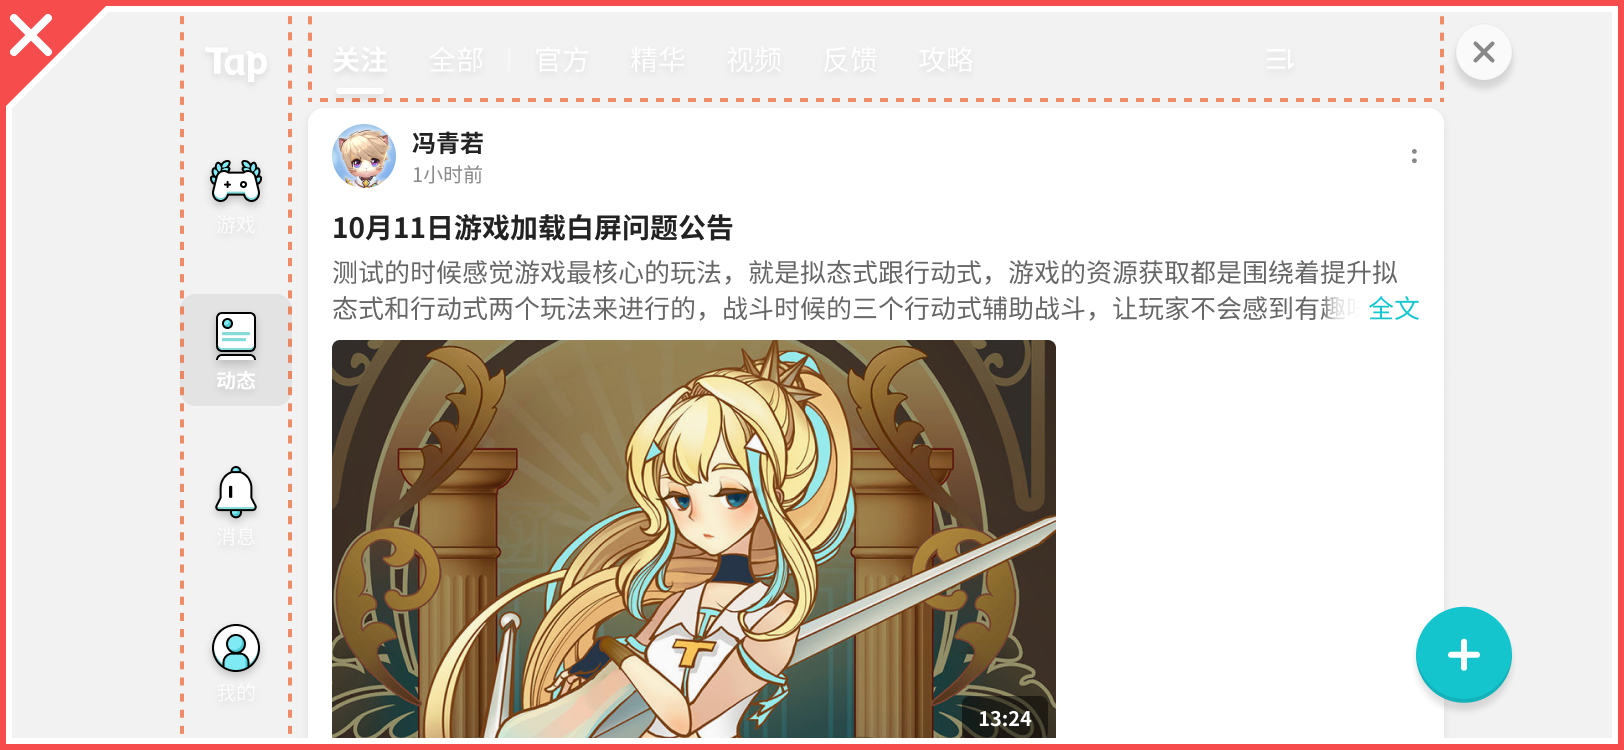 Tap
关注 全部 官方 精华 视频 反馈 攻略
游戏
动态
消息
我的
冯青若
1小时前
10月11日游戏加载白屏问题公告
测试的时候感觉游戏最核心的玩法，就是拟态式跟行动式，游戏的资源获取都是围绕着提升拟
态式和行动式两个玩法来进行的，战斗时候的三个行动式辅助战斗，让玩家不会感到有趣 全文
T
13:24